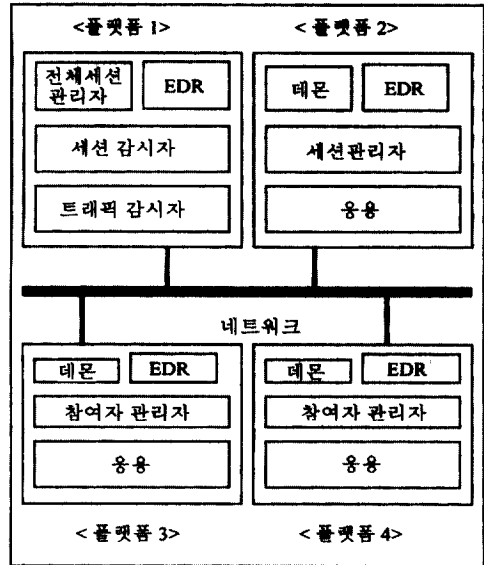 <플랫폼 1>
<플랫폼 2>
전체세션
관리자
EDR
세션 감시자
트래픽 감시자
데몬
EDR
세션관리자
응용
네트워크
데몬
EDR
참여자 관리자
응용
데몬
EDR
참여자 관리자
응용
< 플랫폼 3>
< 플랫폼 4>